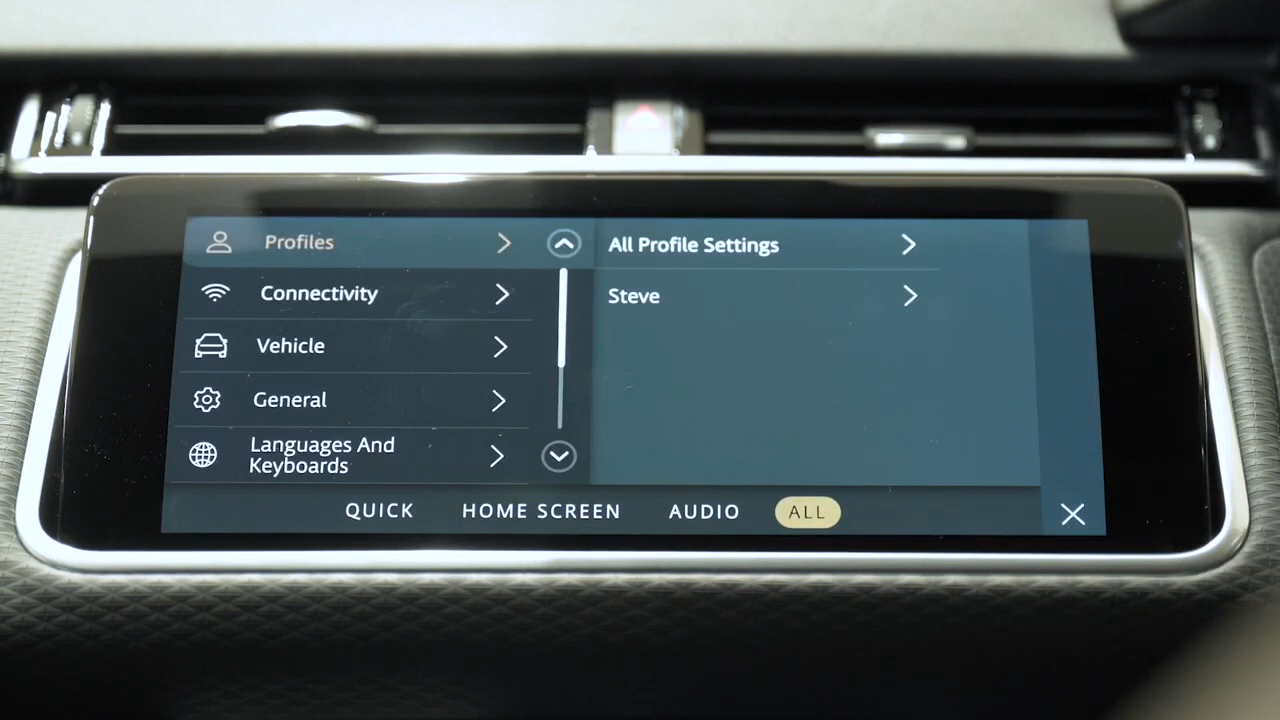 Profiles
All Profile Settings
Connectivity
Steve
Vehicle
General
Languages And
Keyboards
QUICK HOME SCREEN AUDIO ALL